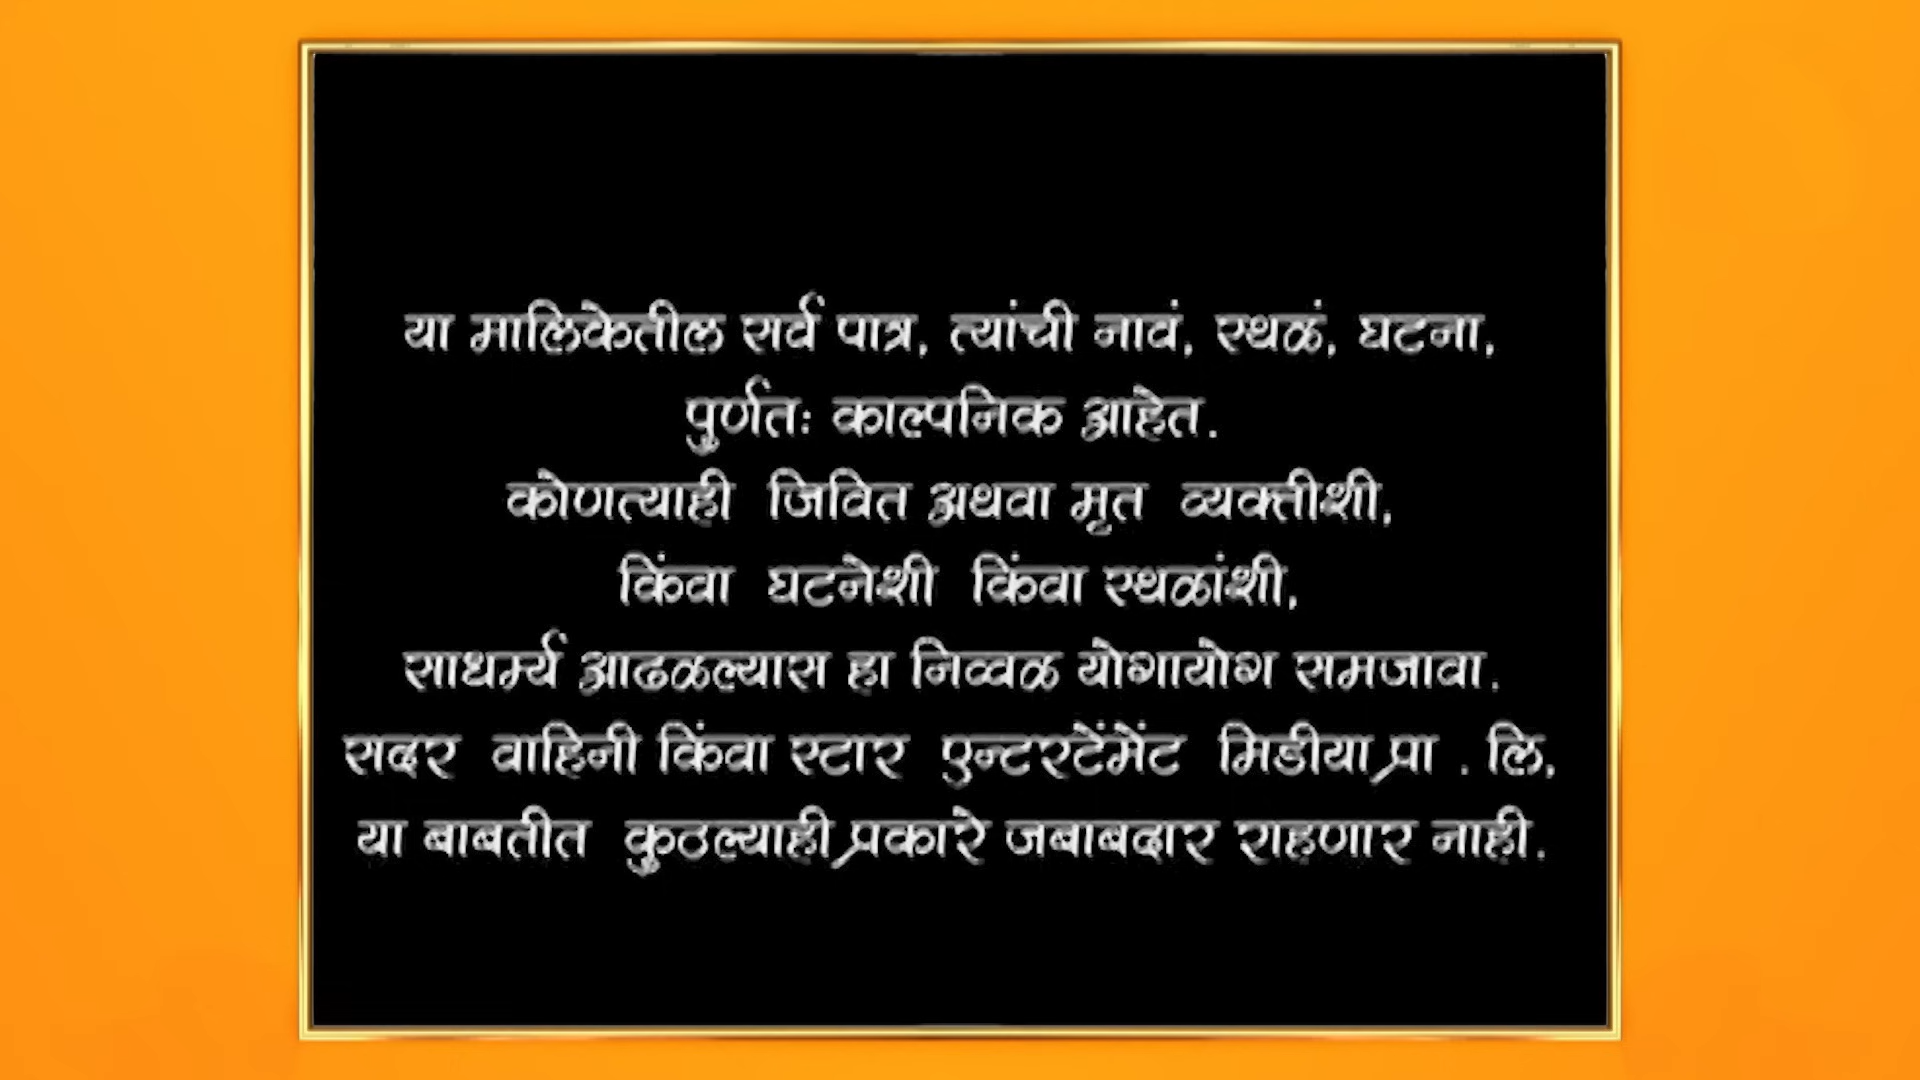 या मालिकेतील सर्व पात्र, त्यांची नावं, स्थळं, घटना,
पुर्णतः काल्पनिक आहेत.
कोणत्याही जिवित अथवा मृत व्यक्तीशी,
किंवा घटनेशी किंवा स्थळांशी,
साधर्म्य आढळल्यास हा निव्वळ योगायोग समजावा.
सदर वाहिनी किंवा स्टार एन्टरटेंमेंट मिडीया प्रा . लि.
या बाबतीत कुठल्याही प्रकारे जबाबदार राहणार नाही.